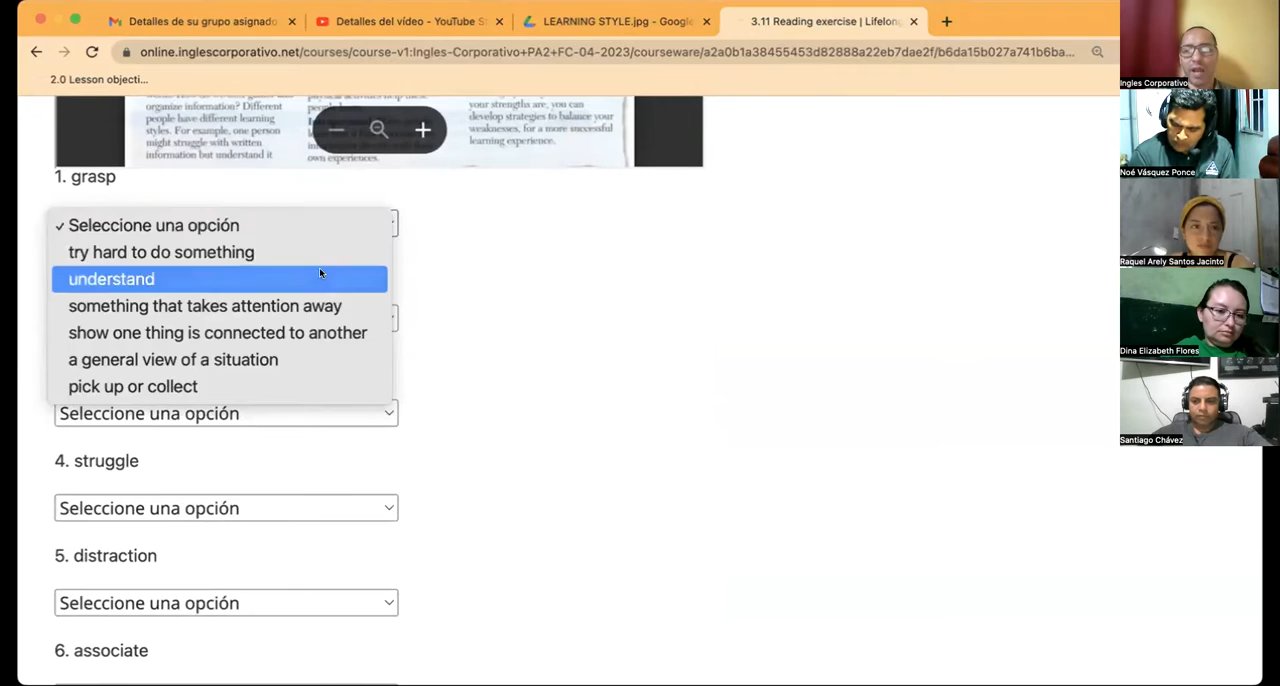 Detalles de su grupo asignado
Detalles del vídeo - YouTube S
LEARNING STYLE.jpg - Google
3.11 Reading exercise | Lifelon
online.inglescorporativo.net/courses/course-v1:Ingles-Corporativo+PA2+FC-04-2023/courseware/a2a0b1a38455453d82888a22eb7dae2f/b6da15b027a741b6ba...
2.0 Lesson objecti...
organize information? Different
people have different learning
styles. For example, one person
might struggle with written
information but understand it
own experiences.
your strengths are, you can
develop strategies to balance your
weaknesses, for a more successful
learning experience.
1. grasp
✓ Seleccione una opción
try hard to do something
understand
something that takes attention away
show one thing is connected to another
a general view of a situation
pick up or collect
Seleccione una opción
4. struggle
Seleccione una opción
5. distraction
Seleccione una opción
6. associate
Ingles Corporativo
Noé Vásquez Ponce
Raquel Arely Santos Jacinto
Dina Elizabeth Flores
Santiago Chávez